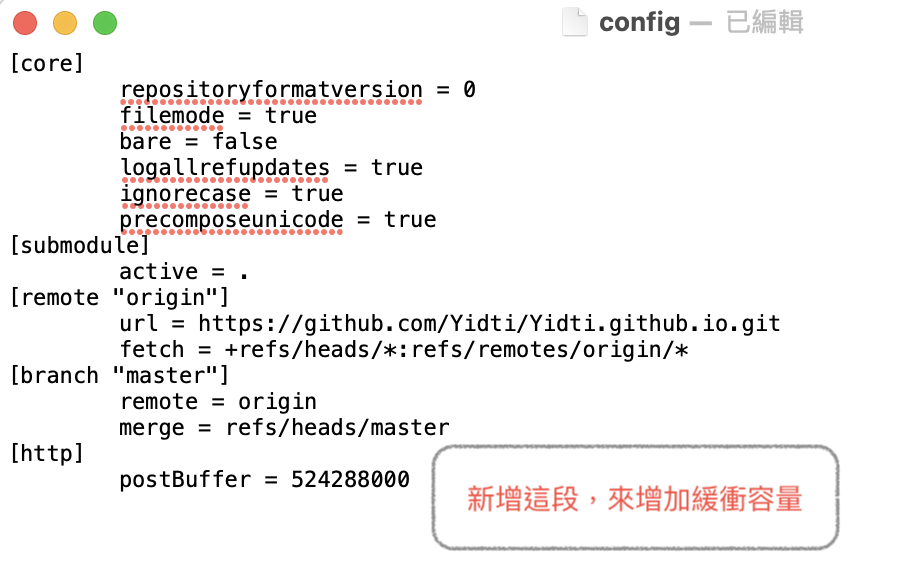 config — 已編輯
[core]
repositoryformatversion = 0
filemode = true
bare = false
logallrefupdates = true
ignorecase = true
precomposeunicode = true
[submodule]
active = .
[remote "origin"]
url = https://github.com/Yidti/Yidti.github.io.git
fetch = +refs/heads/*:refs/remotes/origin/*
[branch "master"]
remote = origin
merge = refs/heads/master
[http]
postBuffer = 524288000
新增這段，來增加緩衝容量